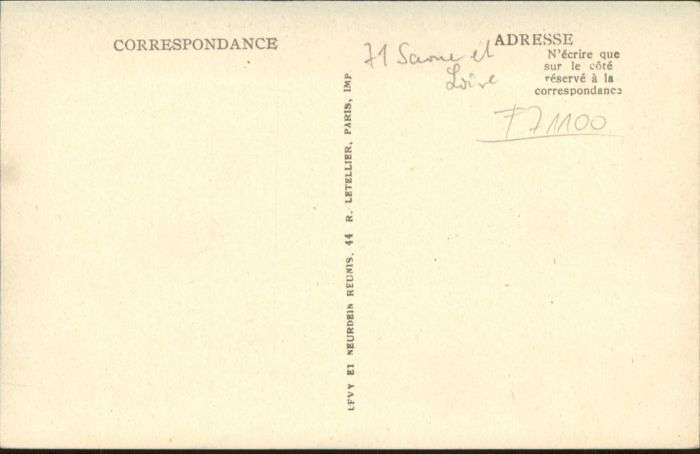 CORRESPONDANCE
71 Saone et
Loire
ADRESSE
N'écrire que
sur le côté
réservé à la
correspondance
F71100
LEVY ET NEURDEIN REUNIS, 44 R. LETELLIER, PARIS, IMP